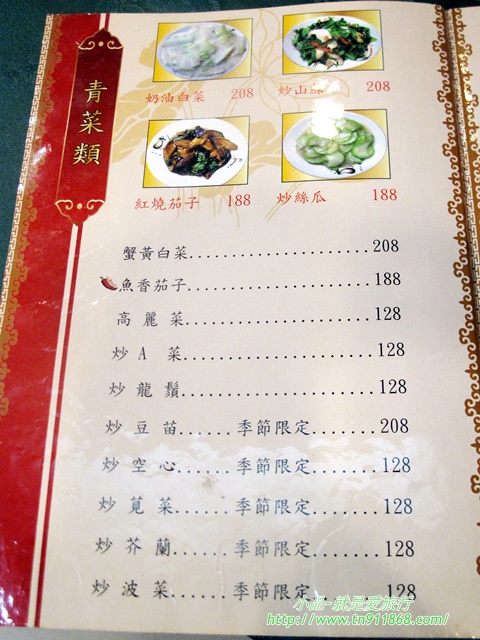 青菜類
奶油白菜 208
炒山蘇 208
紅燒茄子 188
炒絲瓜 188
蟹黃白菜......................208
魚香茄子......................188
高麗菜......................128
炒A菜......................128
炒龍鬚......................128
炒豆苗......季節限定.......208
炒空心......季節限定.......128
炒莧菜......季節限定.......128
炒芥蘭......季節限定.......128
炒波菜......季節限定.......128
小品-就是愛旅行
http://www.tn911868.com/